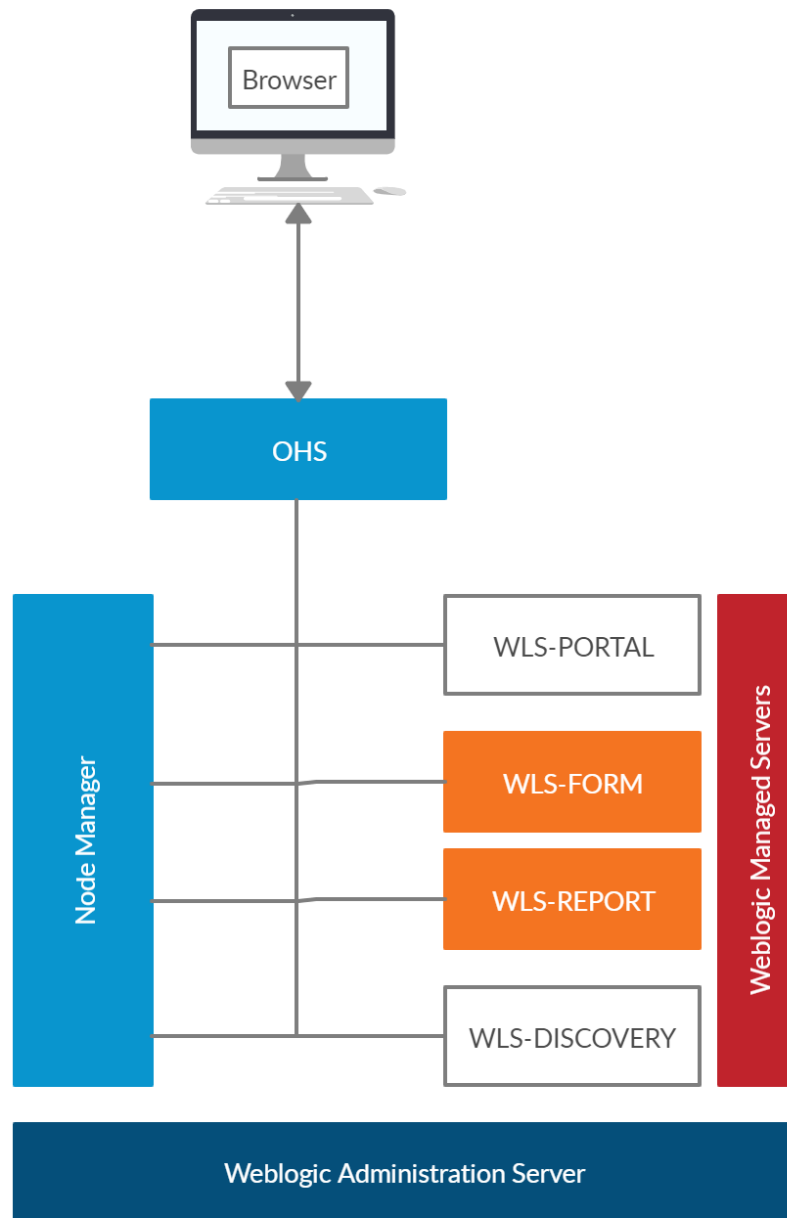 Browser
OHS
Node Manager
WLS-PORTAL
WLS-FORM
WLS-REPORT
WLS-DISCOVERY
Weblogic Managed Servers
Weblogic Administration Server